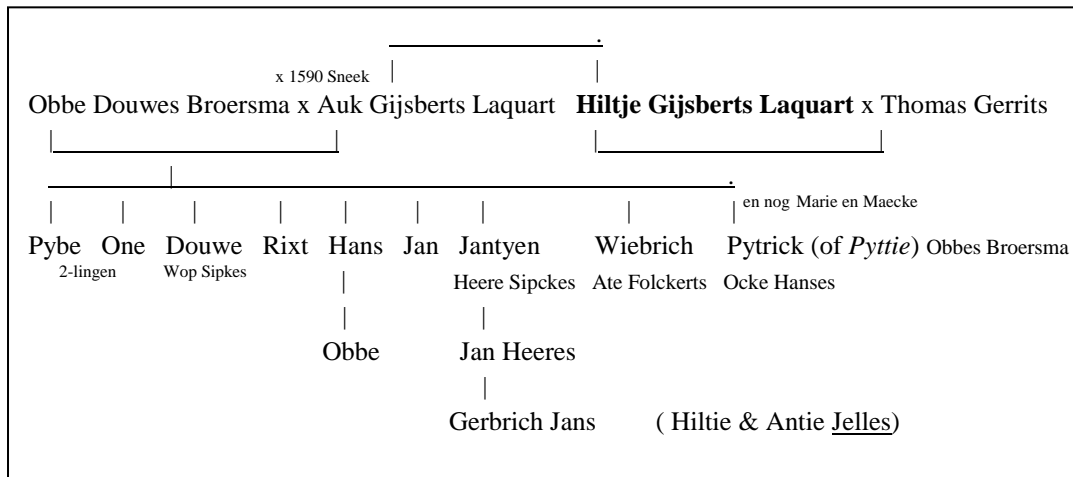 x 1590 Sneek
Obbe Douwes Broersma x Auk Gijsberts Laquart Hiltje Gijsberts Laquart x Thomas Gerrits
en nog Marie en Maecke
Pybe One Douwe Rixt Hans Jan Jantyen Wiebrich Pytrick (of Pyttie) Obbes Broersma
2-lingen Wop Sipkes Heere Sipckes Ate Folckerts Ocke Hanses
Obbe Jan Heeres
Gerbrich Jans ( Hiltie & Antie Jelles)